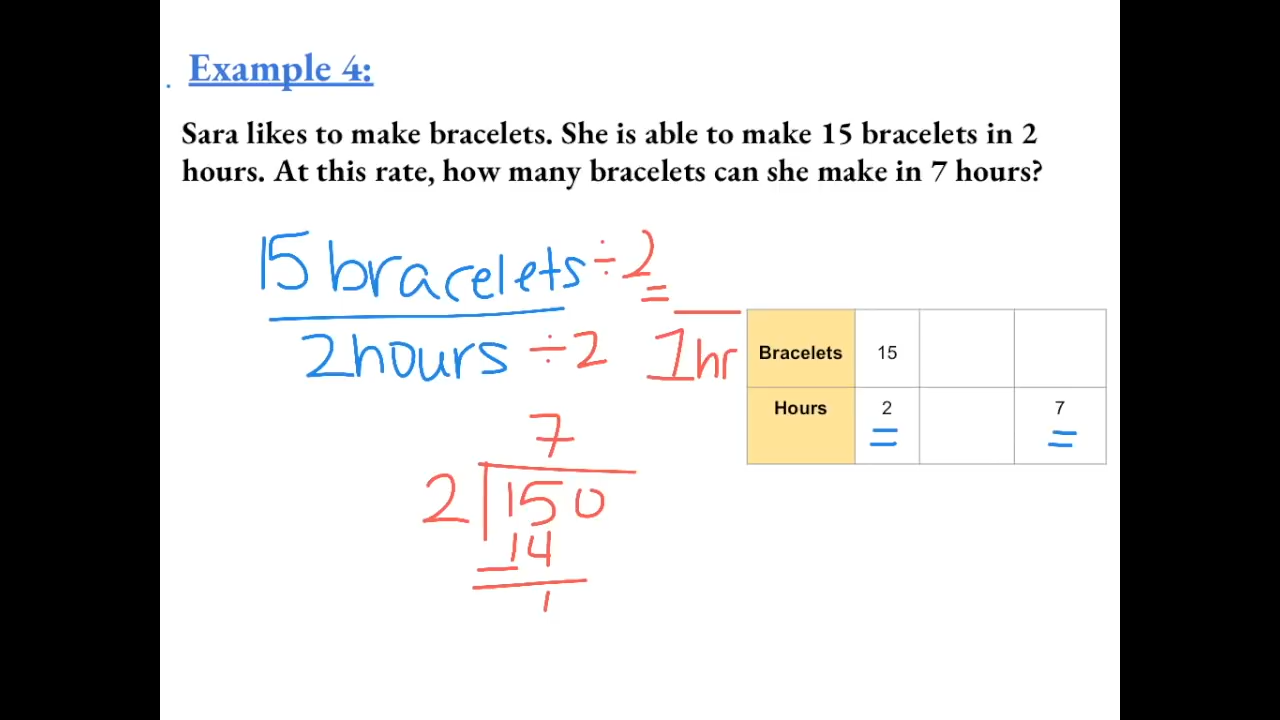 Example 4:
Sara likes to make bracelets. She is able to make 15 bracelets in 2
hours. At this rate, how many bracelets can she make in 7 hours?
15 bracelets ÷2
=
2 hours ÷2 1hr
Bracelets 15
Hours 2 7
7
2 150
- 14
1